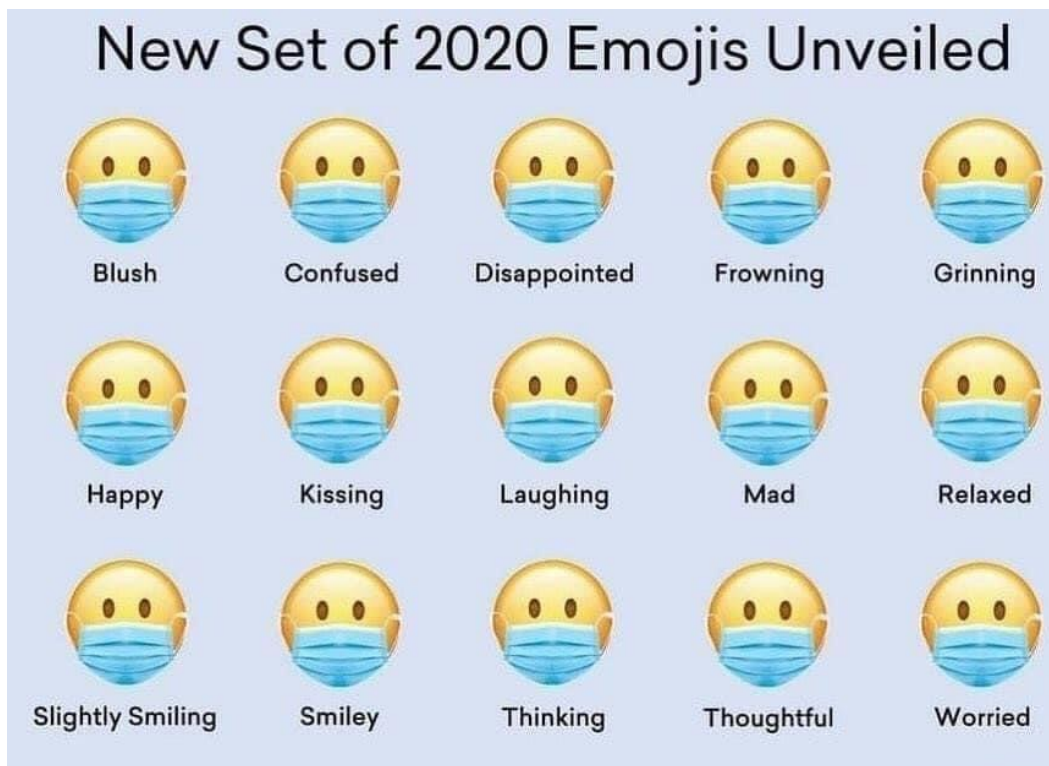 New Set of 2020 Emojis Unveiled
Blush Confused Disappointed Frowning Grinning
Happy Kissing Laughing Mad Relaxed
Slightly Smiling Smiley Thinking Thoughtful Worried